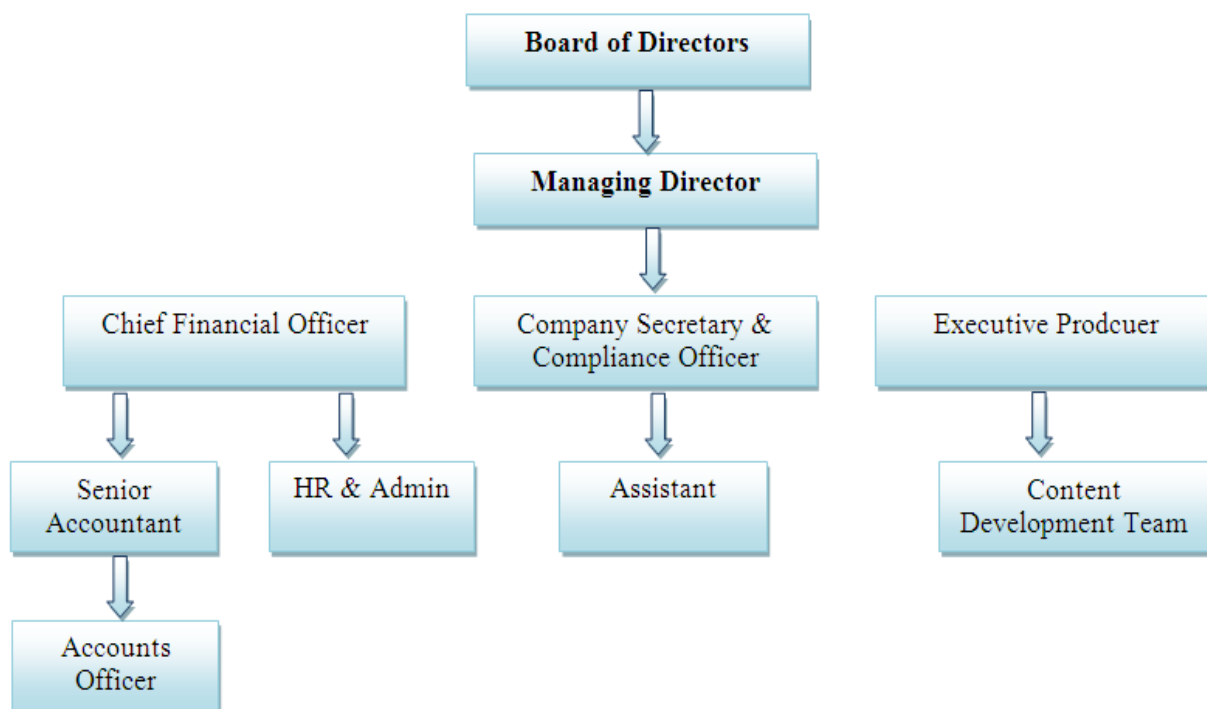 Board of Directors
Managing Director
Chief Financial Officer
Company Secretary &
Compliance Officer
Executive Prodcuer
Senior
Accountant
HR & Admin
Assistant
Content
Development Team
Accounts
Officer